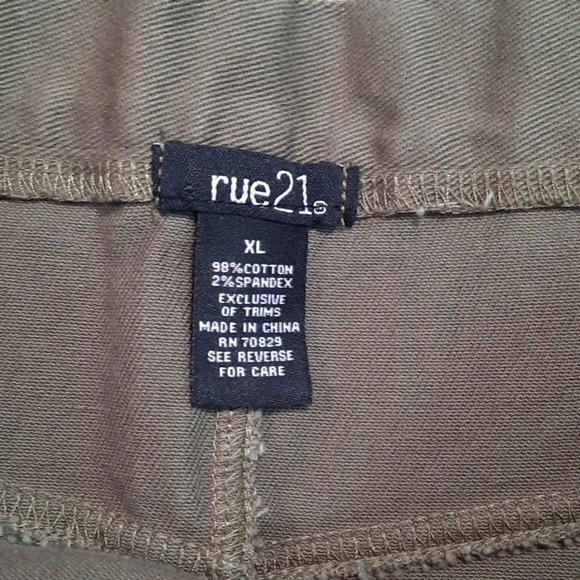 rue21®
XL
98%COTTON
2%SPANDEX
EXCLUSIVE
OF TRIMS
MADE IN CHINA
RN 70829
SEE REVERSE
FOR CARE